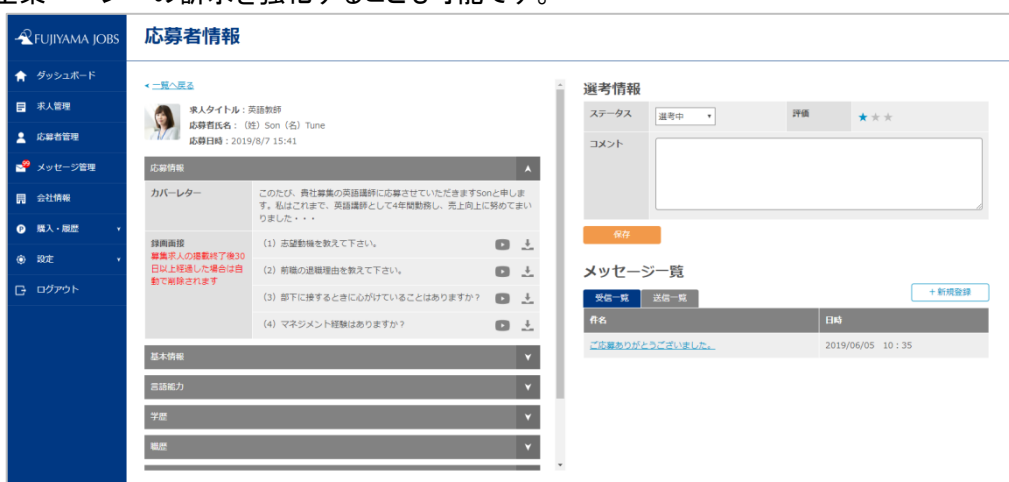 FUJIYAMA JOBS
応募者情報
ダッシュボード
求人管理
応募者管理
メッセージ管理
会社情報
購入・履歴
設定
ログアウト
一覧へ戻る
求人タイトル：英語教師
応募者氏名：（姓）Son（名）Tune
応募日時：2019/8/7 15:41
応募情報
カバーレター
このたび、貴社募集の英語講師に応募させていただきますSonと申しま
す。私はこれまで、英語講師として4年間勤務し、売上向上に努めてまい
りました・・・
録画面接
募集求人の掲載終了後30
日以上経過した場合は自
動で削除されます
（1）志望動機を教えて下さい。
（2）前職の退職理由を教えて下さい。
（3）部下に接するときに心がけていることはありますか？
（4）マネジメント経験はありますか？
基本情報
言語能力
学歴
職歴
選考情報
ステータス
選考中
評価
コメント
保存
メッセージ一覧
受信一覧
送信一覧
+新規登録
件名
日時
ご応募ありがとうございました。
2019/06/05 10：35